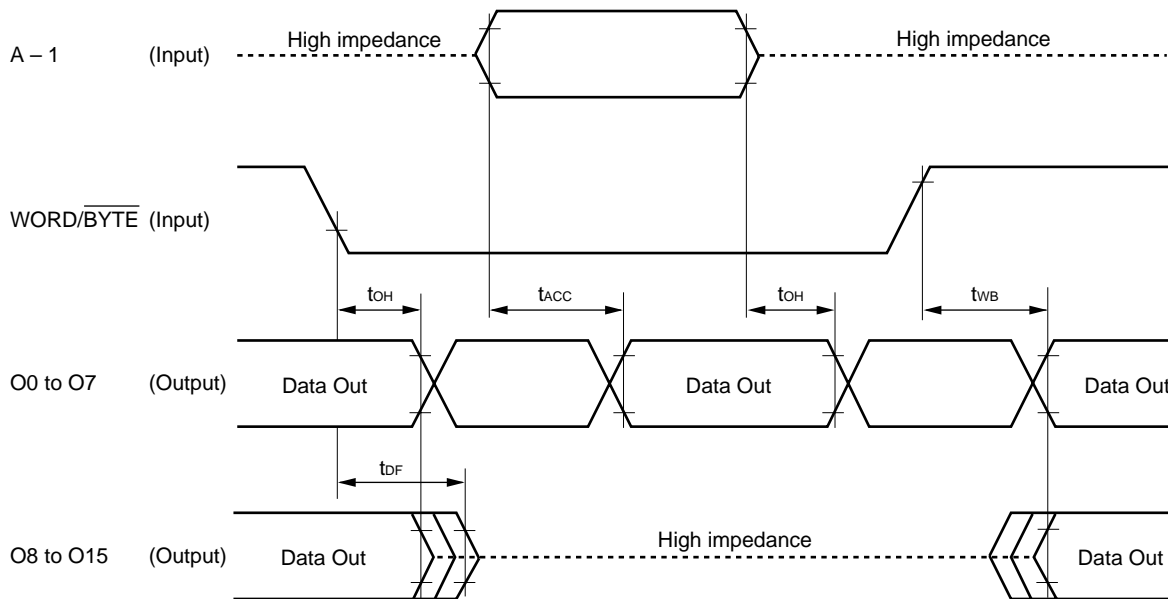 High impedance
High impedance
A – 1 (Input)
WORD/BYTE (Input)
tOH tACC tOH tWB
O0 to O7 (Output) Data Out Data Out Data Out
tDF
High impedance
O8 to O15 (Output) Data Out Data Out